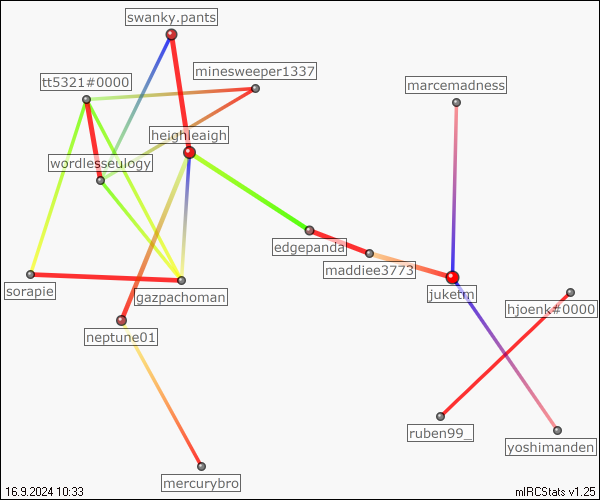 swanky.pants
minesweeper1337
tt5321#0000
marcemadness
heighleaigh
wordlesseulogy
edgepanda
maddiee3773
sorapie
gazpachoman
juketm
hjoenk#0000
neptune01
ruben99_
yoshimanden
mercurybro
16.9.2024 10:33
mIRCStats v1.25